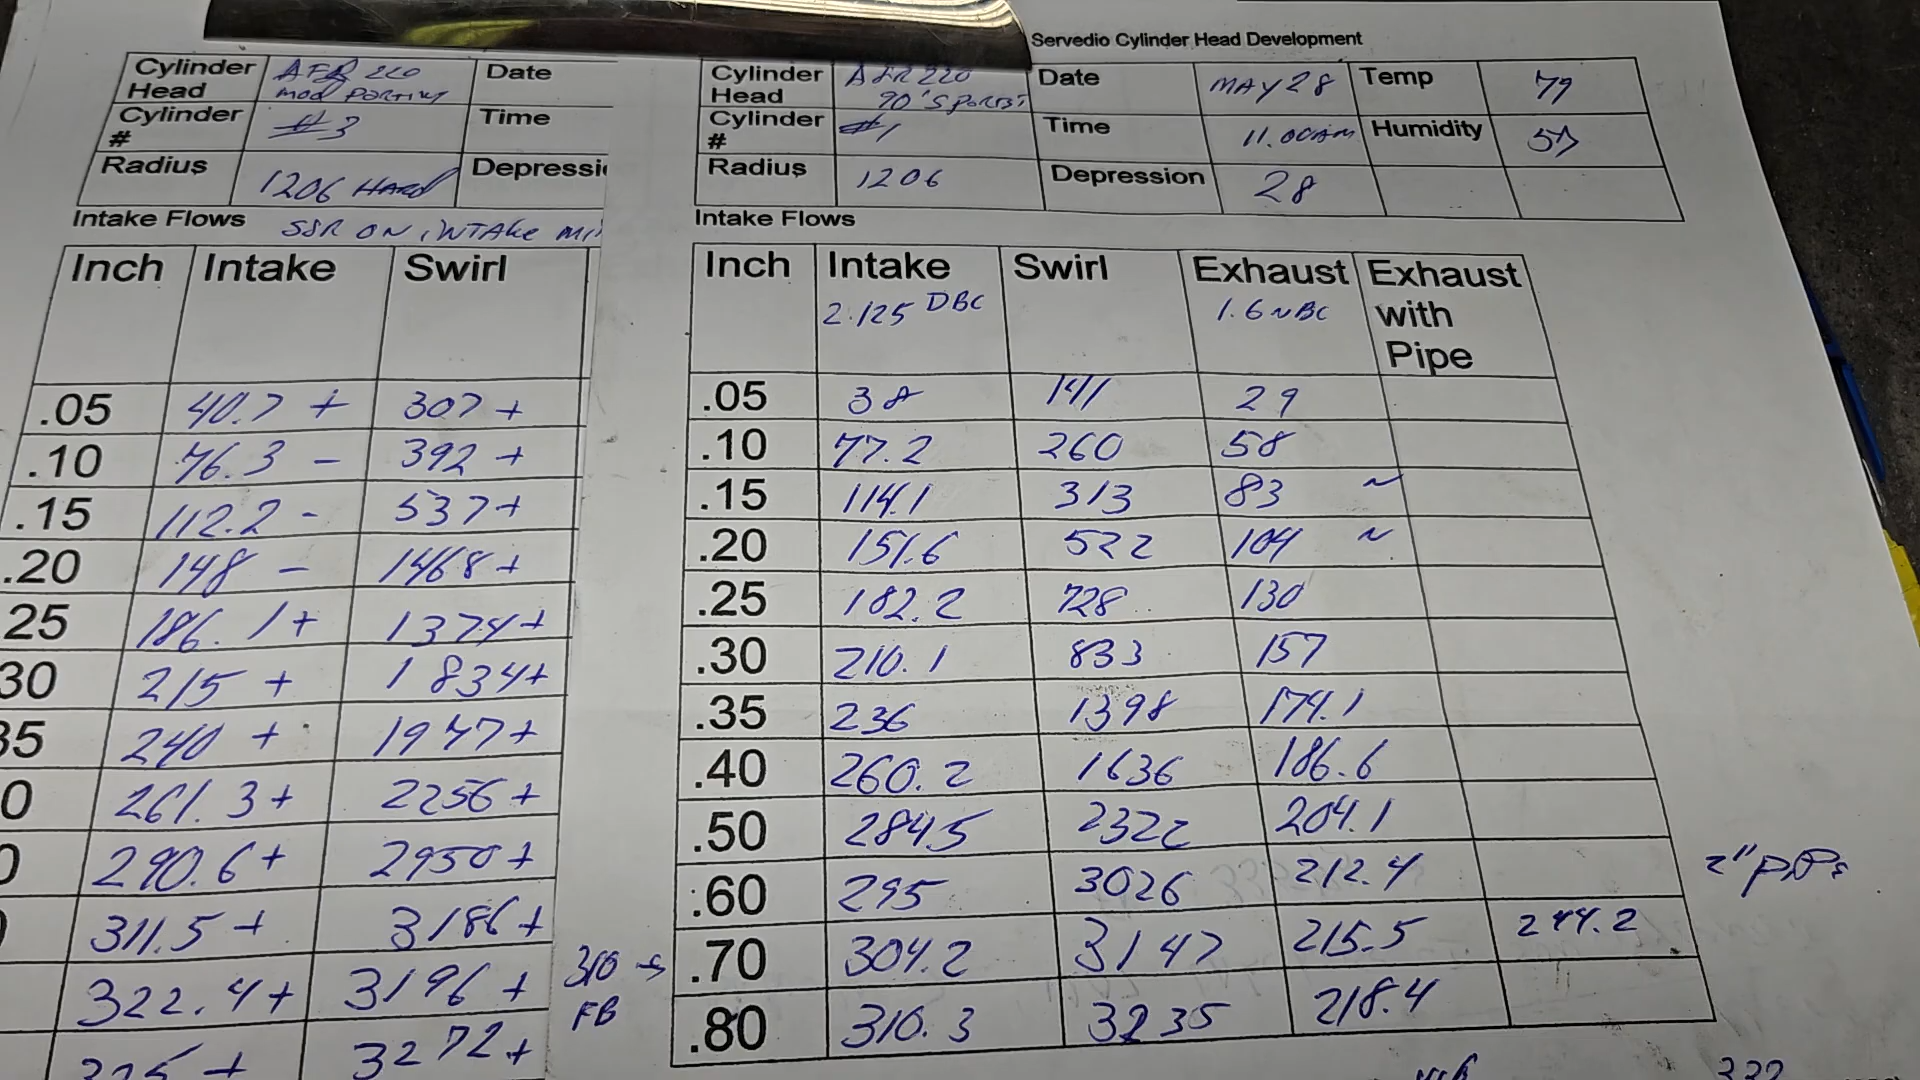 Servedio Cylinder Head Development
Cylinder Head AFR 220 mod PORTING Date
Cylinder # #3 Time
Radius 1206 HARD
Intake Flows SSR ON INTAKE
Inch Intake Swirl
.05 40.7 + 307 +
.10 76.3 - 392 +
.15 112.2 - 537 +
.20 148 - 1468 +
25 186.1 + 1374 +
30 215 + 1834 +
35 240 + 1947 +
0 261.3 + 2256 +
0 290.6 + 2950 +
311.5 + 3186 +
322.4 + 3196 +
325 + 3272 +
Cylinder Head AFR 220 90'S Date MAY 28 Temp 79
Cylinder # #1 Time 11.00AM Humidity
Radius 1206 Depression 28
Intake Flows
Inch Intake 2.125 DBC Swirl Exhaust 1.6 NBC Exhaust with Pipe
.05 38 141 29
.10 77.2 260 58
.15 114.1 313 83 ~
.20 151.6 522 104 ~
.25 182.2 728 130
.30 210.1 833 157
.35 236 1398 174.1
.40 260.2 1636 186.6
.50 284.5 2322 204.1
.60 295 3026 212.4
2" PIPE
310 → FB
.70 304.2 3147 215.5 244.2
.80 310.3 3235 218.4